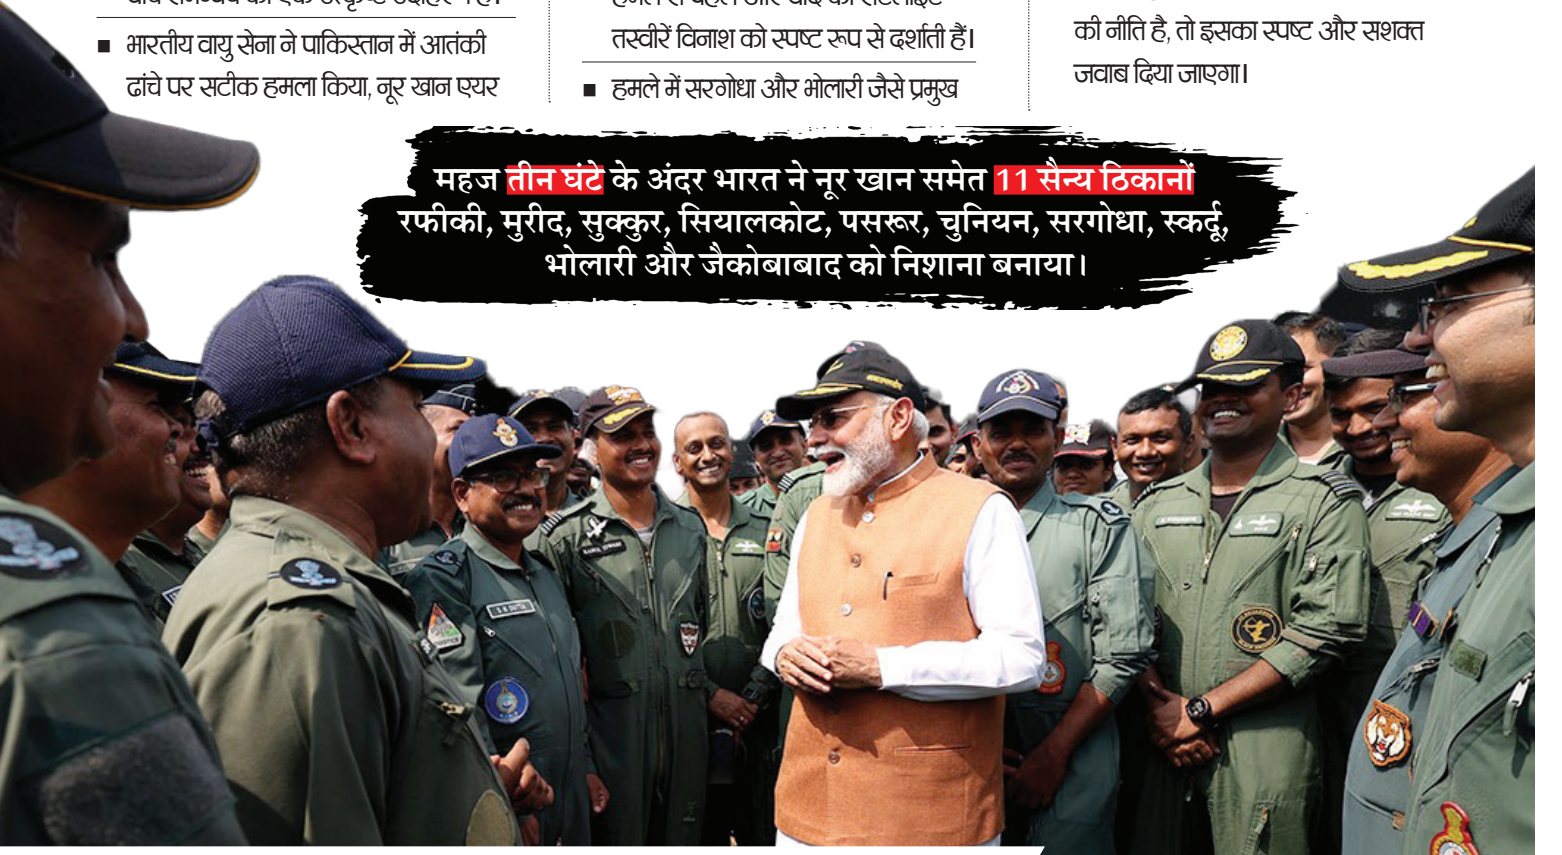 भारतीय वायु सेना ने पाकिस्तान में आतंकी
ढांचे पर सटीक हमला किया, नूर खान एयर
तस्वीरें विनाश को स्पष्ट रूप से दर्शाती हैं।
हमले में सरगोधा और भोलारी जैसे प्रमुख
की नीति है, तो इसका स्पष्ट और सशक्त
जवाब दिया जाएगा।
महज तीन घंटे के अंदर भारत ने नूर खान समेत 11 सैन्य ठिकानों
रफीकी, मुरीद, सुक्कुर, सियालकोट, पसरूर, चुनियन, सरगोधा, स्कर्दू,
भोलारी और जैकोबाबाद को निशाना बनाया।